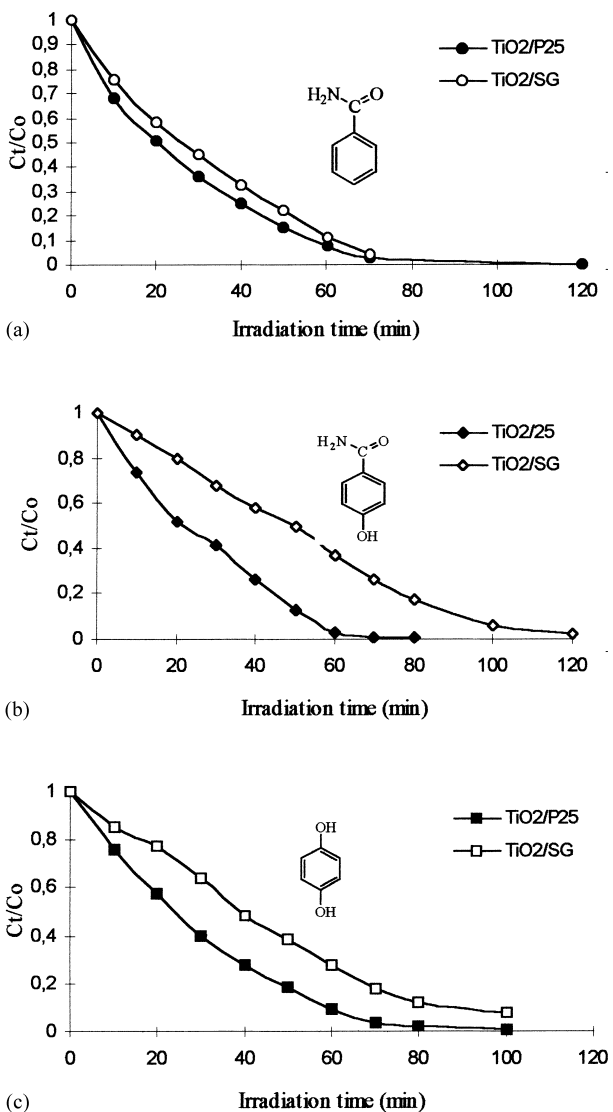 TiO2/P25
TiO2/SG
H₂N
C
O
Ct/Co
1
0,9
0,8
0,7
0,6
0,5
0,4
0,3
0,2
0,1
0
0 20 40 60 80 100 120
Irradiation time (min)
(a)
TiO2/25
TiO2/SG
H₂N
C
O
OH
Ct/Co
1
0,8
0,6
0,4
0,2
0
0 20 40 60 80 100 120
Irradiation time (min)
(b)
TiO2/P25
TiO2/SG
OH
OH
Ct/Co
1
0,8
0,6
0,4
0,2
0
0 20 40 60 80 100 120
Irradiation time (min)
(c)